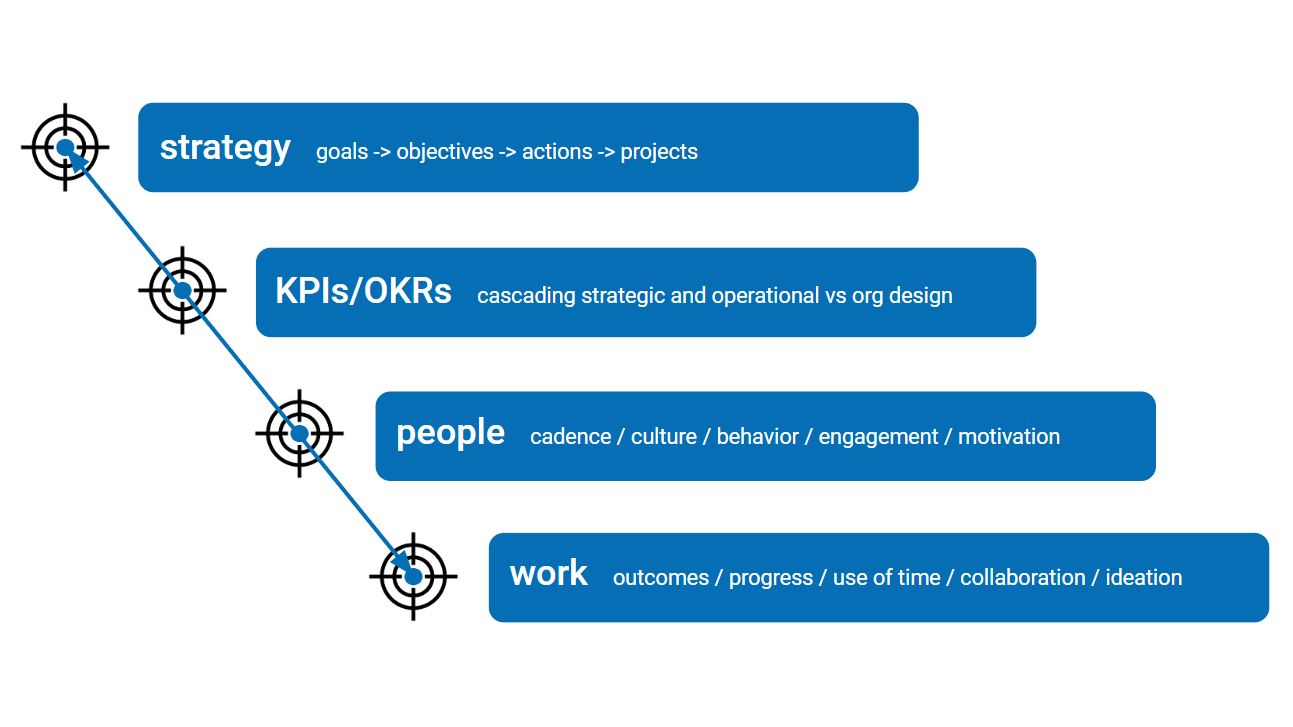 strategy goals -> objectives -> actions -> projects
KPIs/OKRs cascading strategic and operational vs org design
people cadence / culture / behavior / engagement / motivation
work outcomes / progress / use of time / collaboration / ideation